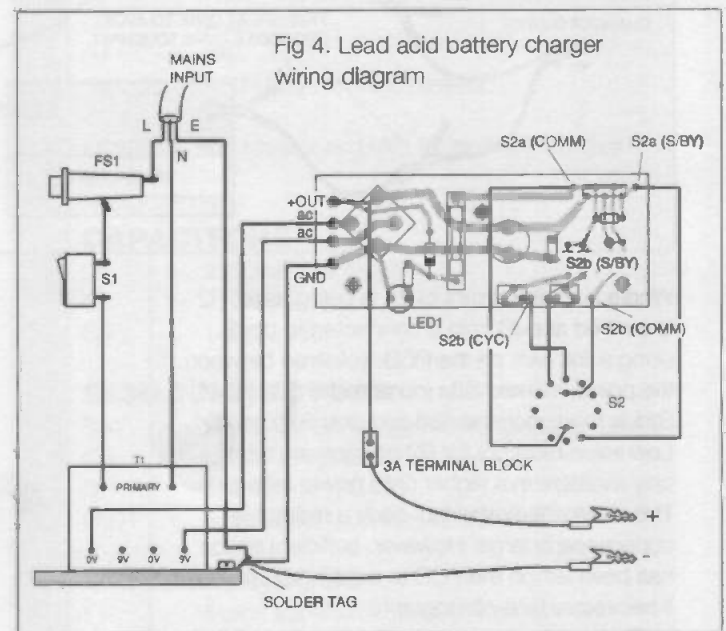 Fig 4. Lead acid battery charger
wiring diagram
MAINS
INPUT
L
E
N
FS1
S1
S2a (COMM)
S2a (S/BY)
+OUT
ac
ac
GND
S2b (S/BY)
LED1
S2b (COMM)
S2b (CYC)
S2
3A TERMINAL BLOCK
+
T1
PRIMARY
0V
9V
0V
9V
-
SOLDER TAG